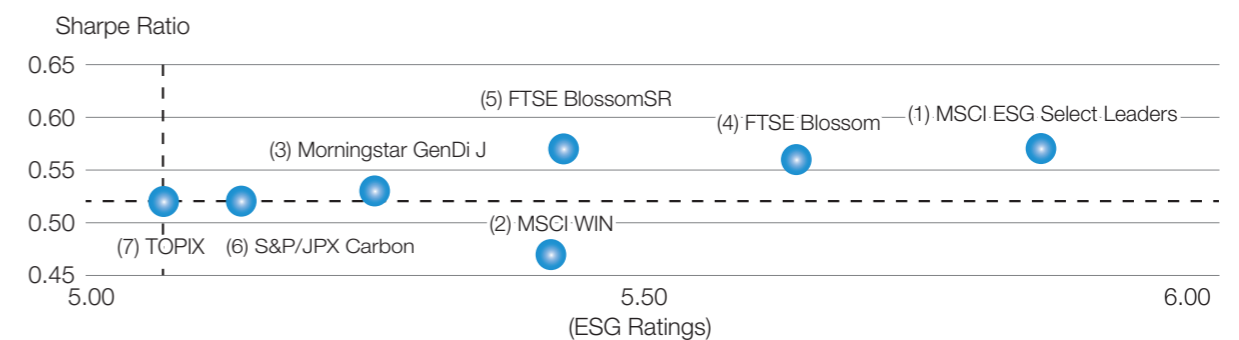 Sharpe Ratio
0.65
(5) FTSE BlossomSR
0.60
(4) FTSE Blossom
(1) MSCI ESG Select Leaders
(3) Morningstar GenDi J
0.55
0.50
(2) MSCI WIN
(7) TOPIX
(6) S&P/JPX Carbon
0.45
5.00
5.50
6.00
(ESG Ratings)